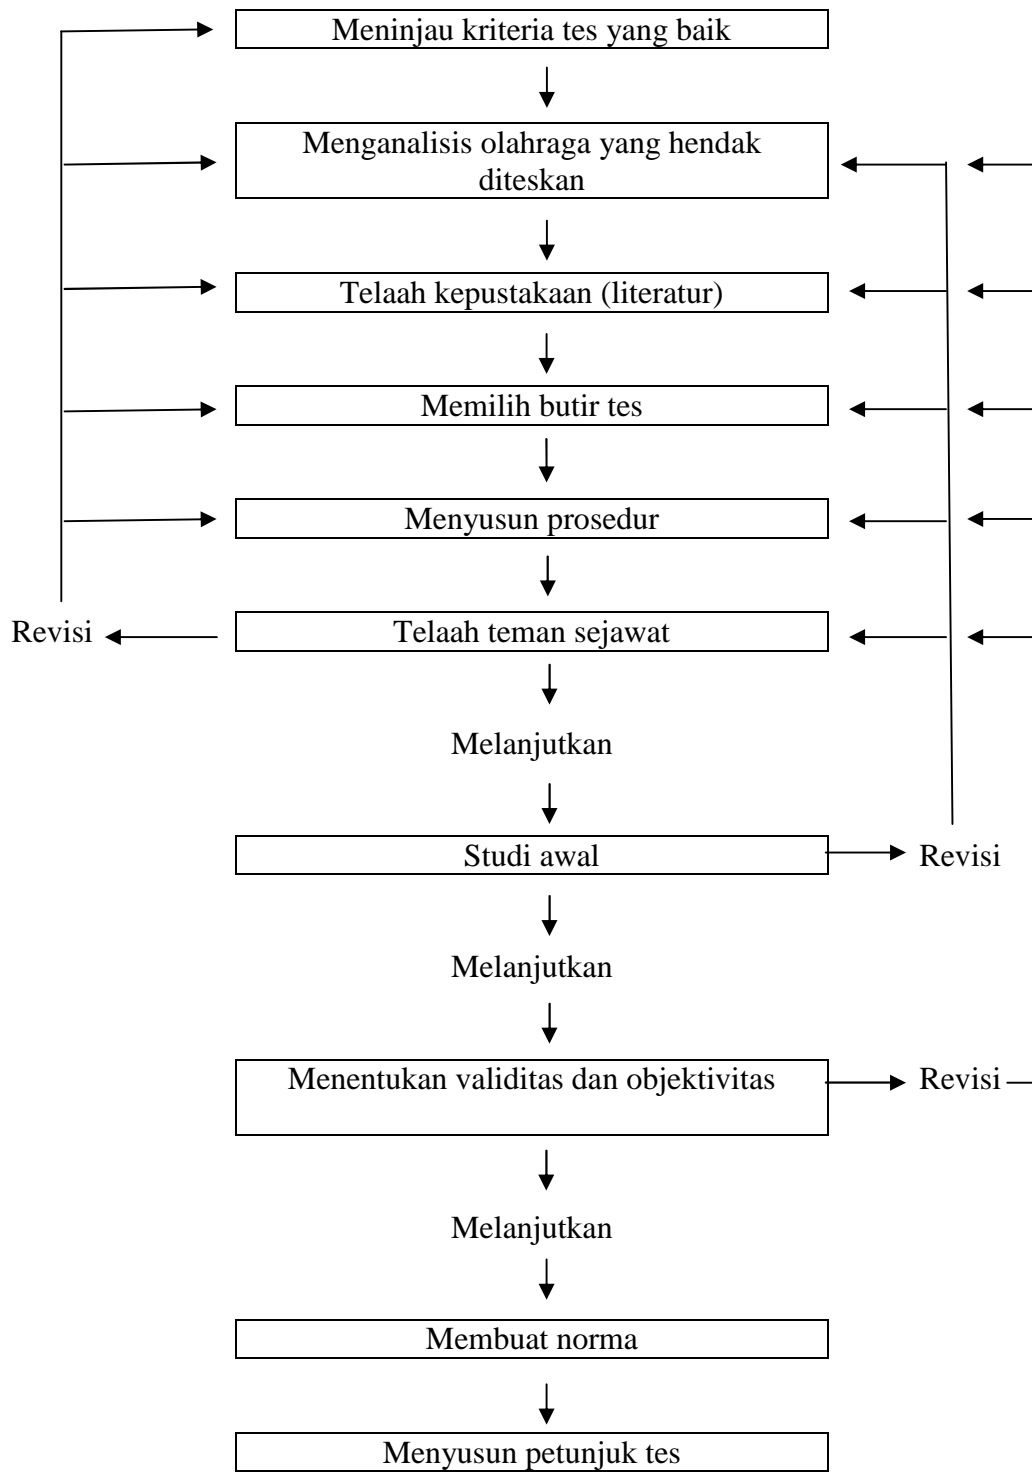 Meninjau kriteria tes yang baik
Menganalisis olahraga yang hendak
diteskan
Telaah kepustakaan (literatur)
Memilih butir tes
Menyusun prosedur
Revisi
Telaah teman sejawat
Melanjutkan
Studi awal
Revisi
Melanjutkan
Menentukan validitas dan objektivitas
Revisi
Melanjutkan
Membuat norma
Menyusun petunjuk tes